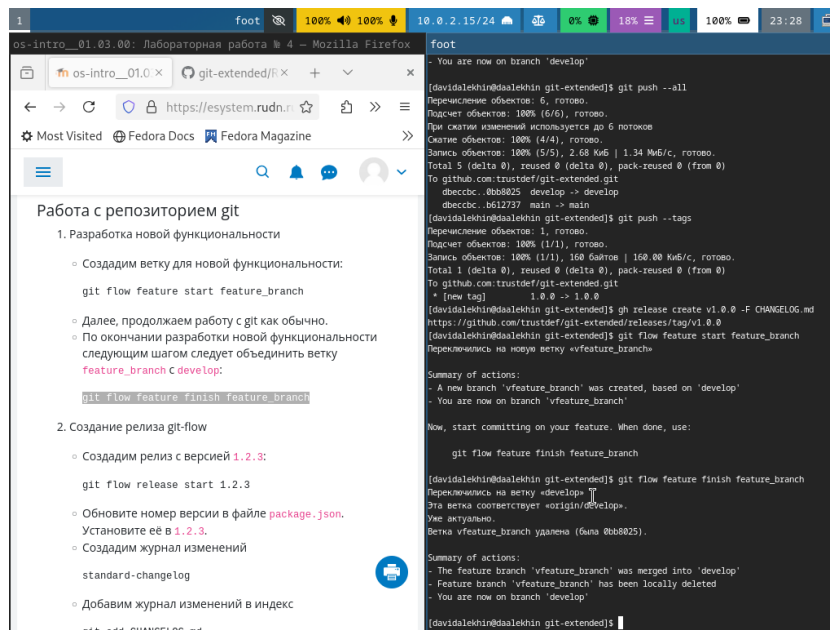 1 foot 100% 100% 10.0.2.15/24 0% 18% us 100% 23:28
os-intro__01.03.00: Лабораторная работа № 4 — Mozilla Firefox
os-intro__01.0 × git-extended/R × + ×
https://esystem.rudn.r
Most Visited Fedora Docs Fedora Magazine
Работа с репозиторием git
1. Разработка новой функциональности
Создадим ветку для новой функциональности:
git flow feature start feature_branch
Далее, продолжаем работу c git как обычно.
По окончании разработки новой функциональности
следующим шагом следует объединить ветку
feature_branch c develop:
git flow feature finish feature_branch
2. Создание релиза git-flow
Создадим релиз с версией 1.2.3:
git flow release start 1.2.3
Обновите номер версии в файле package.json.
Установите её в 1.2.3.
Создадим журнал изменений
standard-changelog
Добавим журнал изменений в индекс
git add CHANGELOG.md
foot
- You are now on branch 'develop'
[davidalekhin@daalekhin git-extended]$ git push --all
Перечисление объектов: 6, готово.
Подсчет объектов: 100% (6/6), готово.
При сжатии изменений используется до 6 потоков
Сжатие объектов: 100% (4/4), готово.
Запись объектов: 100% (5/5), 2.68 КиБ | 1.34 МиБ/с, готово.
Total 5 (delta 0), reused 0 (delta 0), pack-reused 0 (from 0)
To github.com:trustdef/git-extended.git
dbeccbc..0bb8025 develop -> develop
dbeccbc..b612737 main -> main
[davidalekhin@daalekhin git-extended]$ git push --tags
Перечисление объектов: 1, готово.
Подсчет объектов: 100% (1/1), готово.
Запись объектов: 100% (1/1), 160 байтов | 160.00 КиБ/с, готово.
Total 1 (delta 0), reused 0 (delta 0), pack-reused 0 (from 0)
To github.com:trustdef/git-extended.git
* [new tag] 1.0.0 -> 1.0.0
[davidalekhin@daalekhin git-extended]$ gh release create v1.0.0 -F CHANGELOG.md
https://github.com/trustdef/git-extended/releases/tag/v1.0.0
[davidalekhin@daalekhin git-extended]$ git flow feature start feature_branch
Переключились на новую ветку «vfeature_branch»
Summary of actions:
- A new branch 'vfeature_branch' was created, based on 'develop'
- You are now on branch 'vfeature_branch'
Now, start committing on your feature. When done, use:
git flow feature finish feature_branch
[davidalekhin@daalekhin git-extended]$ git flow feature finish feature_branch
Переключились на ветку «develop»
Эта ветка соответствует «origin/develop».
Уже актуально.
Ветка vfeature_branch удалена (была 0bb8025).
Summary of actions:
- The feature branch 'vfeature_branch' was merged into 'develop'
- Feature branch 'vfeature_branch' has been locally deleted
- You are now on branch 'develop'
[davidalekhin@daalekhin git-extended]$